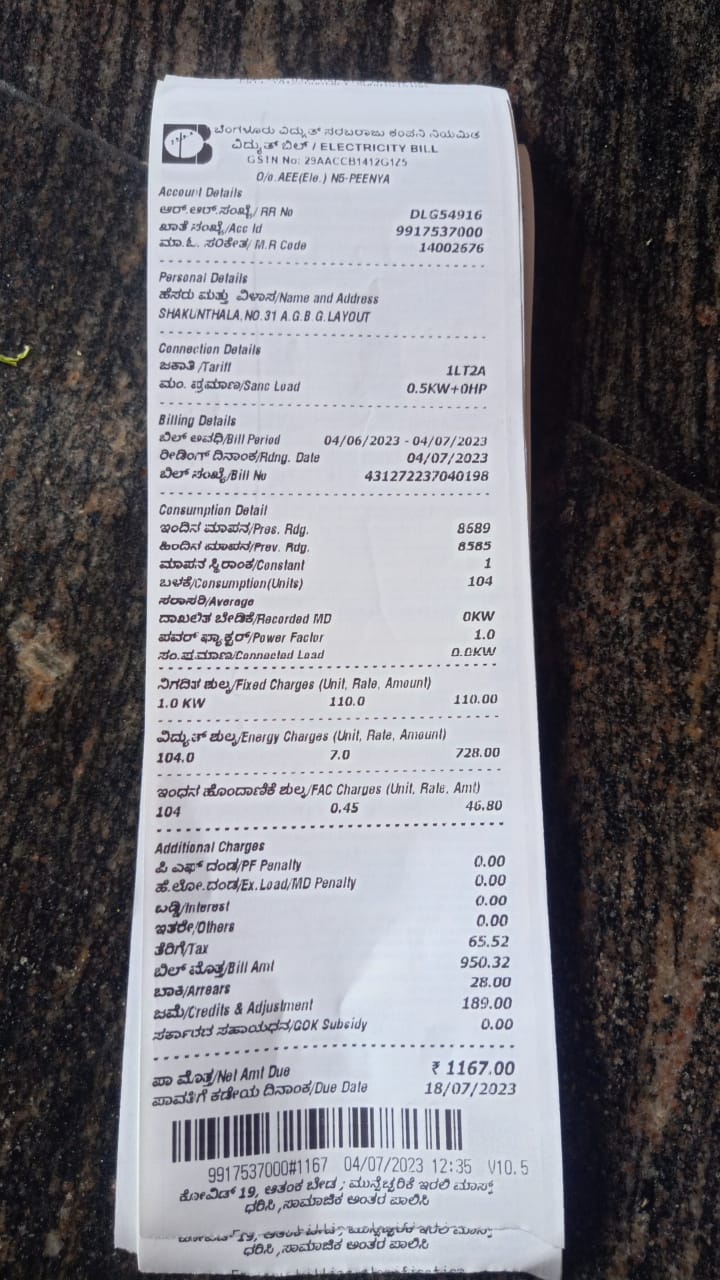 ಬೆಂಗಳೂರು ವಿದ್ಯುತ್ ಸರಬರಾಜು ಕಂಪನಿ ನಿಯಮಿತ
ವಿದ್ಯುತ್ ಬಿಲ್ / ELECTRICITY BILL
GSTIN No: 29AACCB1412G1Z5
O/o. AEE(Ele.) N5-PEENYA
Account Details
ಆರ್.ಆರ್.ಸಂಖ್ಯೆ/ RR No DLG54916
ಖಾತೆ ಸಂಖ್ಯೆ/Acc Id 9917537000
ಮಾ.ಓ. ಸಂಕೇತ/ M.R Code 14002676
Personal Details
ಹೆಸರು ಮತ್ತು ವಿಳಾಸ/Name and Address
SHAKUNTHALA, NO.31 A.G.B G.LAYOUT
Connection Details
ಜಕಾತಿ /Tariff 1LT2A
ಮಂ. ಪ್ರಮಾಣ/Sanc Load 0.5KW+0HP
Billing Details
ಬಿಲ್ ಅವಧಿ/Bill Period 04/06/2023 - 04/07/2023
ರೀಡಿಂಗ್ ದಿನಾಂಕ/Rdng. Date 04/07/2023
ಬಿಲ್ ಸಂಖ್ಯೆ/Bill No 431272237040198
Consumption Detail
ಇಂದಿನ ಮಾಪನ/Pres. Rdg. 8689
ಹಿಂದಿನ ಮಾಪನ/Prev. Rdg. 8585
ಮಾಪನ ಸ್ಥಿರಾಂಕ/Constant 1
ಬಳಕೆ/Consumption(Units) 104
ಸರಾಸರಿ/Average
ದಾಖಲಿತ ಬೇಡಿಕೆ/Recorded MD 0KW
ಪವರ್ ಫ್ಯಾಕ್ಟರ್/Power Factor 1.0
ಸಂ.ಪ್ರಮಾಣ/Connected Load 0.0KW
ನಿಗದಿತ ಶುಲ್ಕ/Fixed Charges (Unit, Rate, Amount)
1.0 KW 110.0 110.00
ವಿದ್ಯುತ್ ಶುಲ್ಕ/Energy Charges (Unit, Rate, Amount)
104.0 7.0 728.00
ಇಂಧನ ಹೊಂದಾಣಿಕೆ ಶುಲ್ಕ/FAC Charges (Unit, Rate, Amt)
104 0.45 46.80
Additional Charges
ಪಿ ಎಫ್ ದಂಡ/PF Penalty 0.00
ಹೆ.ಲೋ.ದಂಡ/Ex.Load/MD Penalty 0.00
ಬಡ್ಡಿ/Interest 0.00
ಇತರೇ/Others 0.00
ತೆರಿಗೆ/Tax 65.52
ಬಿಲ್ ಮೊತ್ತ/Bill Amt 950.32
ಬಾಕಿ/Arrears 28.00
ಜಮೆ/Credits & Adjustment 189.00
ಸರ್ಕಾರದ ಸಹಾಯಧನ/GOK Subsidy 0.00
ಪಾ ಮೊತ್ತ/Net Amt Due ₹ 1167.00
ಪಾವತಿಗೆ ಕಡೇಯ ದಿನಾಂಕ/Due Date 18/07/2023
9917537000#1167 04/07/2023 12:35 V10.5
ಕೋವಿಡ್ 19, ಆತಂಕ ಬೇಡ ; ಮುನ್ನೆಚ್ಚರಿಕೆ ಇರಲಿ ಮಾಸ್ಕ್
ಧರಿಸಿ ,ಸಾಮಾಜಿಕ ಅಂತರ ಪಾಲಿಸಿ
ಧರಿಸಿ ,ಸಾಮಾಜಿಕ ಅಂತರ ಪಾಲಿಸಿ